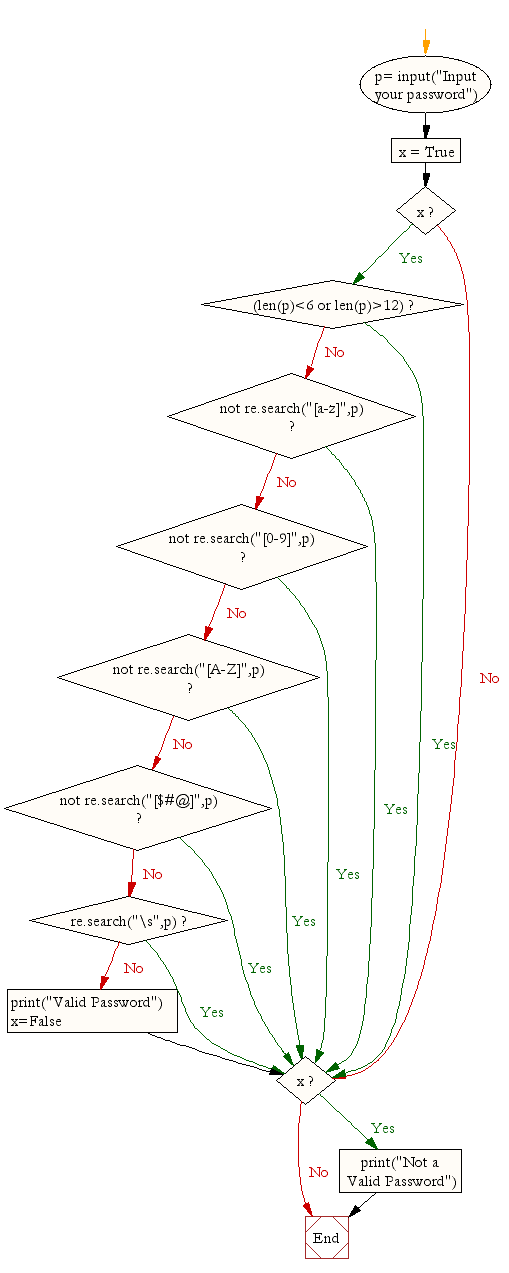 p= input("Input
your password")
x = True
x ?
Yes
(len(p)<6 or len(p)>12) ?
No
not re.search("[a-z]",p)
?
No
not re.search("[0-9]",p)
?
No
not re.search("[A-Z]",p)
?
No
Yes
No
not re.search("[$#@]",p)
?
Yes
No
Yes
re.search("\s",p) ?
Yes
No
Yes
print("Valid Password")
x=False
Yes
x ?
Yes
print("Not a
Valid Password")
No
End